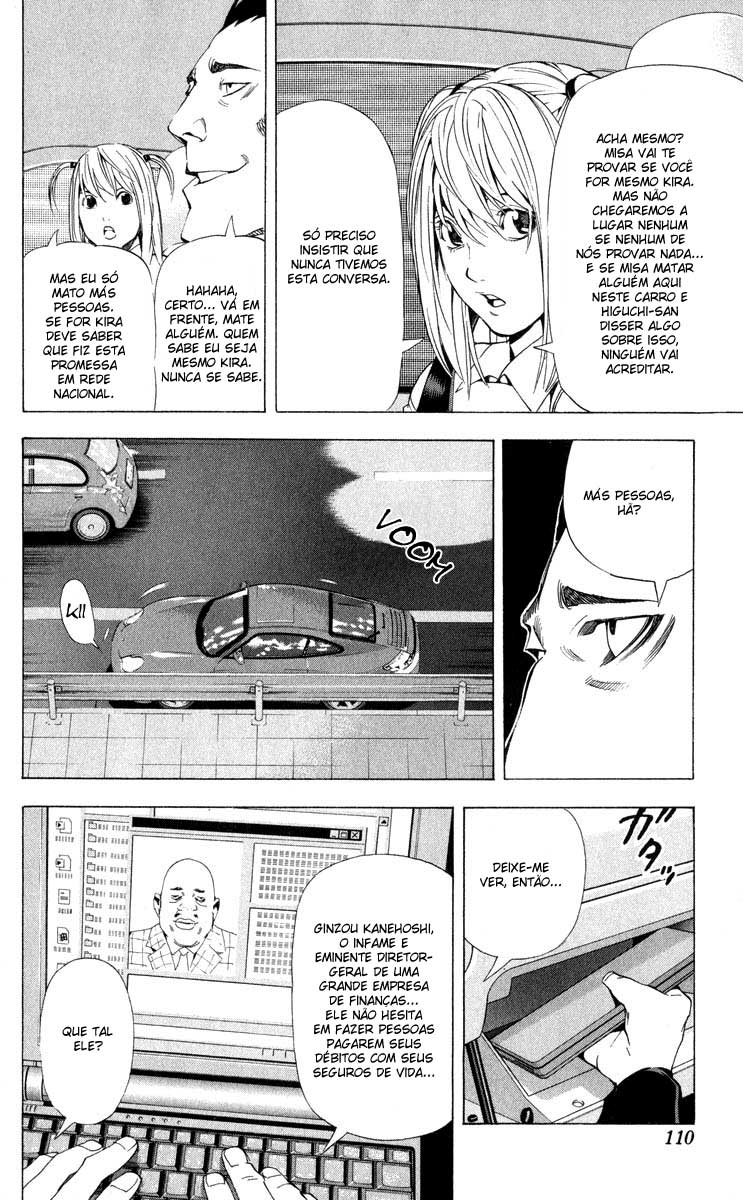 ACHA MESMO?
MISA VAI TE
PROVAR SE VOCÊ
FOR MESMO KIRA.
MAS NÃO
CHEGAREMOS A
LUGAR NENHUM
SE NENHUM DE
NÓS PROVAR NADA...
E SE MISA MATAR
ALGUÉM AQUI
NESTE CARRO E
HIGUCHI-SAN
DISSER ALGO
SOBRE ISSO,
NINGUÉM VAI
ACREDITAR.
SÓ PRECISO
INSISTIR QUE
NUNCA TIVEMOS
ESTA CONVERSA.
HAHAHA,
CERTO... VÁ EM
FRENTE, MATE
ALGUÉM. QUEM
SABE EU SEJA
MESMO KIRA.
NUNCA SE SABE.
MAS EU SÓ
MATO MÁS
PESSOAS.
SE FOR KIRA
DEVE SABER
QUE FIZ ESTA
PROMESSA
EM REDE
NACIONAL.
MÁS PESSOAS,
HÁ?
VOOM
KII
DEIXE-ME
VER, ENTÃO...
ガタッ
GINZOU KANEHOSHI,
O INFAME E
EMINENTE DIRETOR-
GERAL DE UMA
GRANDE EMPRESA
DE FINANÇAS...
ELE NÃO HESITA
EM FAZER PESSOAS
PAGAREM SEUS
DÉBITOS COM SEUS
SEGUROS DE VIDA...
QUE TAL
ELE?
110